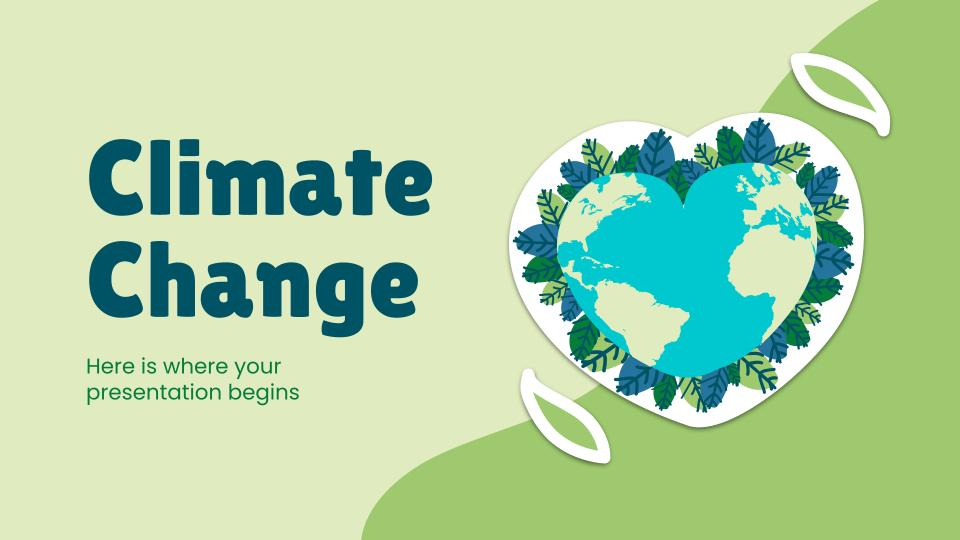 Climate
Change
Here is where your
presentation begins